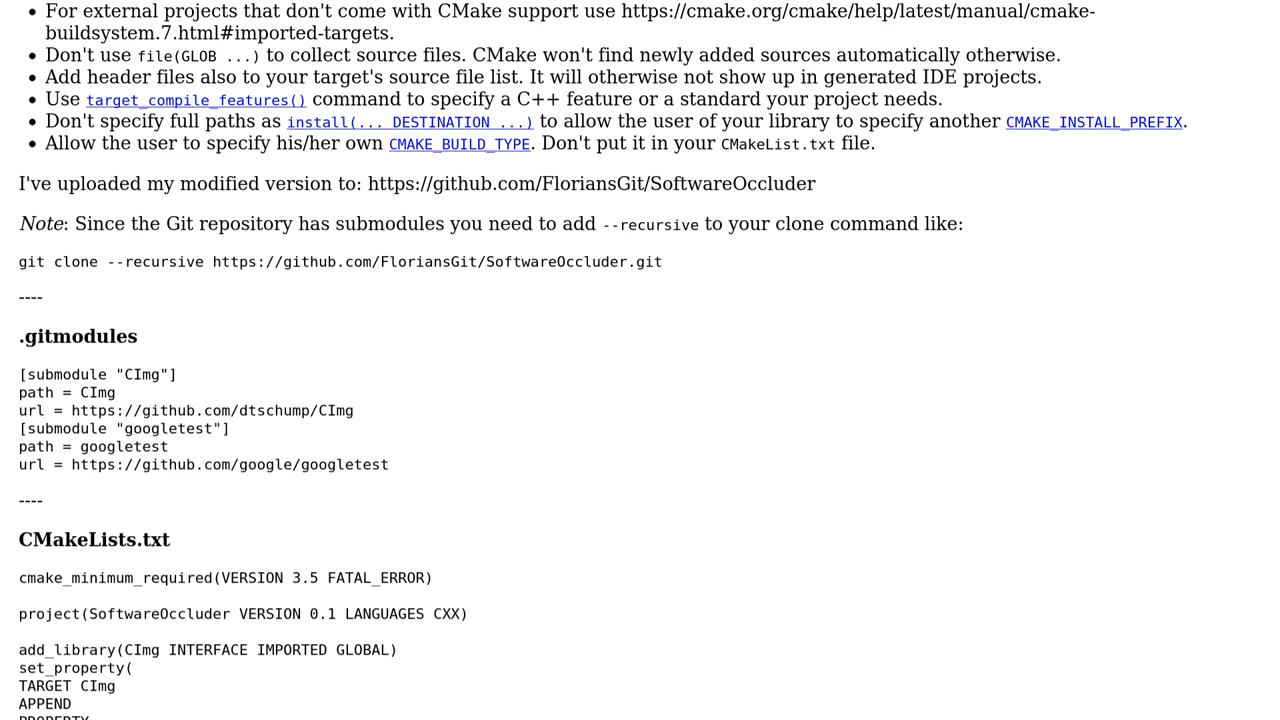 • For external projects that don't come with CMake support use https://cmake.org/cmake/help/latest/manual/cmake-
buildsystem.7.html#imported-targets.
• Don't use file(GLOB ...) to collect source files. CMake won't find newly added sources automatically otherwise.
• Add header files also to your target's source file list. It will otherwise not show up in generated IDE projects.
• Use target_compile_features() command to specify a C++ feature or a standard your project needs.
• Don't specify full paths as install(... DESTINATION ...) to allow the user of your library to specify another CMAKE_INSTALL_PREFIX.
• Allow the user to specify his/her own CMAKE_BUILD_TYPE. Don't put it in your CMakeList.txt file.
I've uploaded my modified version to: https://github.com/FloriansGit/SoftwareOccluder
Note: Since the Git repository has submodules you need to add --recursive to your clone command like:
git clone --recursive https://github.com/FloriansGit/SoftwareOccluder.git
----
.gitmodules
[submodule "CImg"]
path = CImg
url = https://github.com/dtschump/CImg
[submodule "googletest"]
path = googletest
url = https://github.com/google/googletest
----
CMakeLists.txt
cmake_minimum_required(VERSION 3.5 FATAL_ERROR)
project(SoftwareOccluder VERSION 0.1 LANGUAGES CXX)
add_library(CImg INTERFACE IMPORTED GLOBAL)
set_property(
TARGET CImg
APPEND
PROPERTY